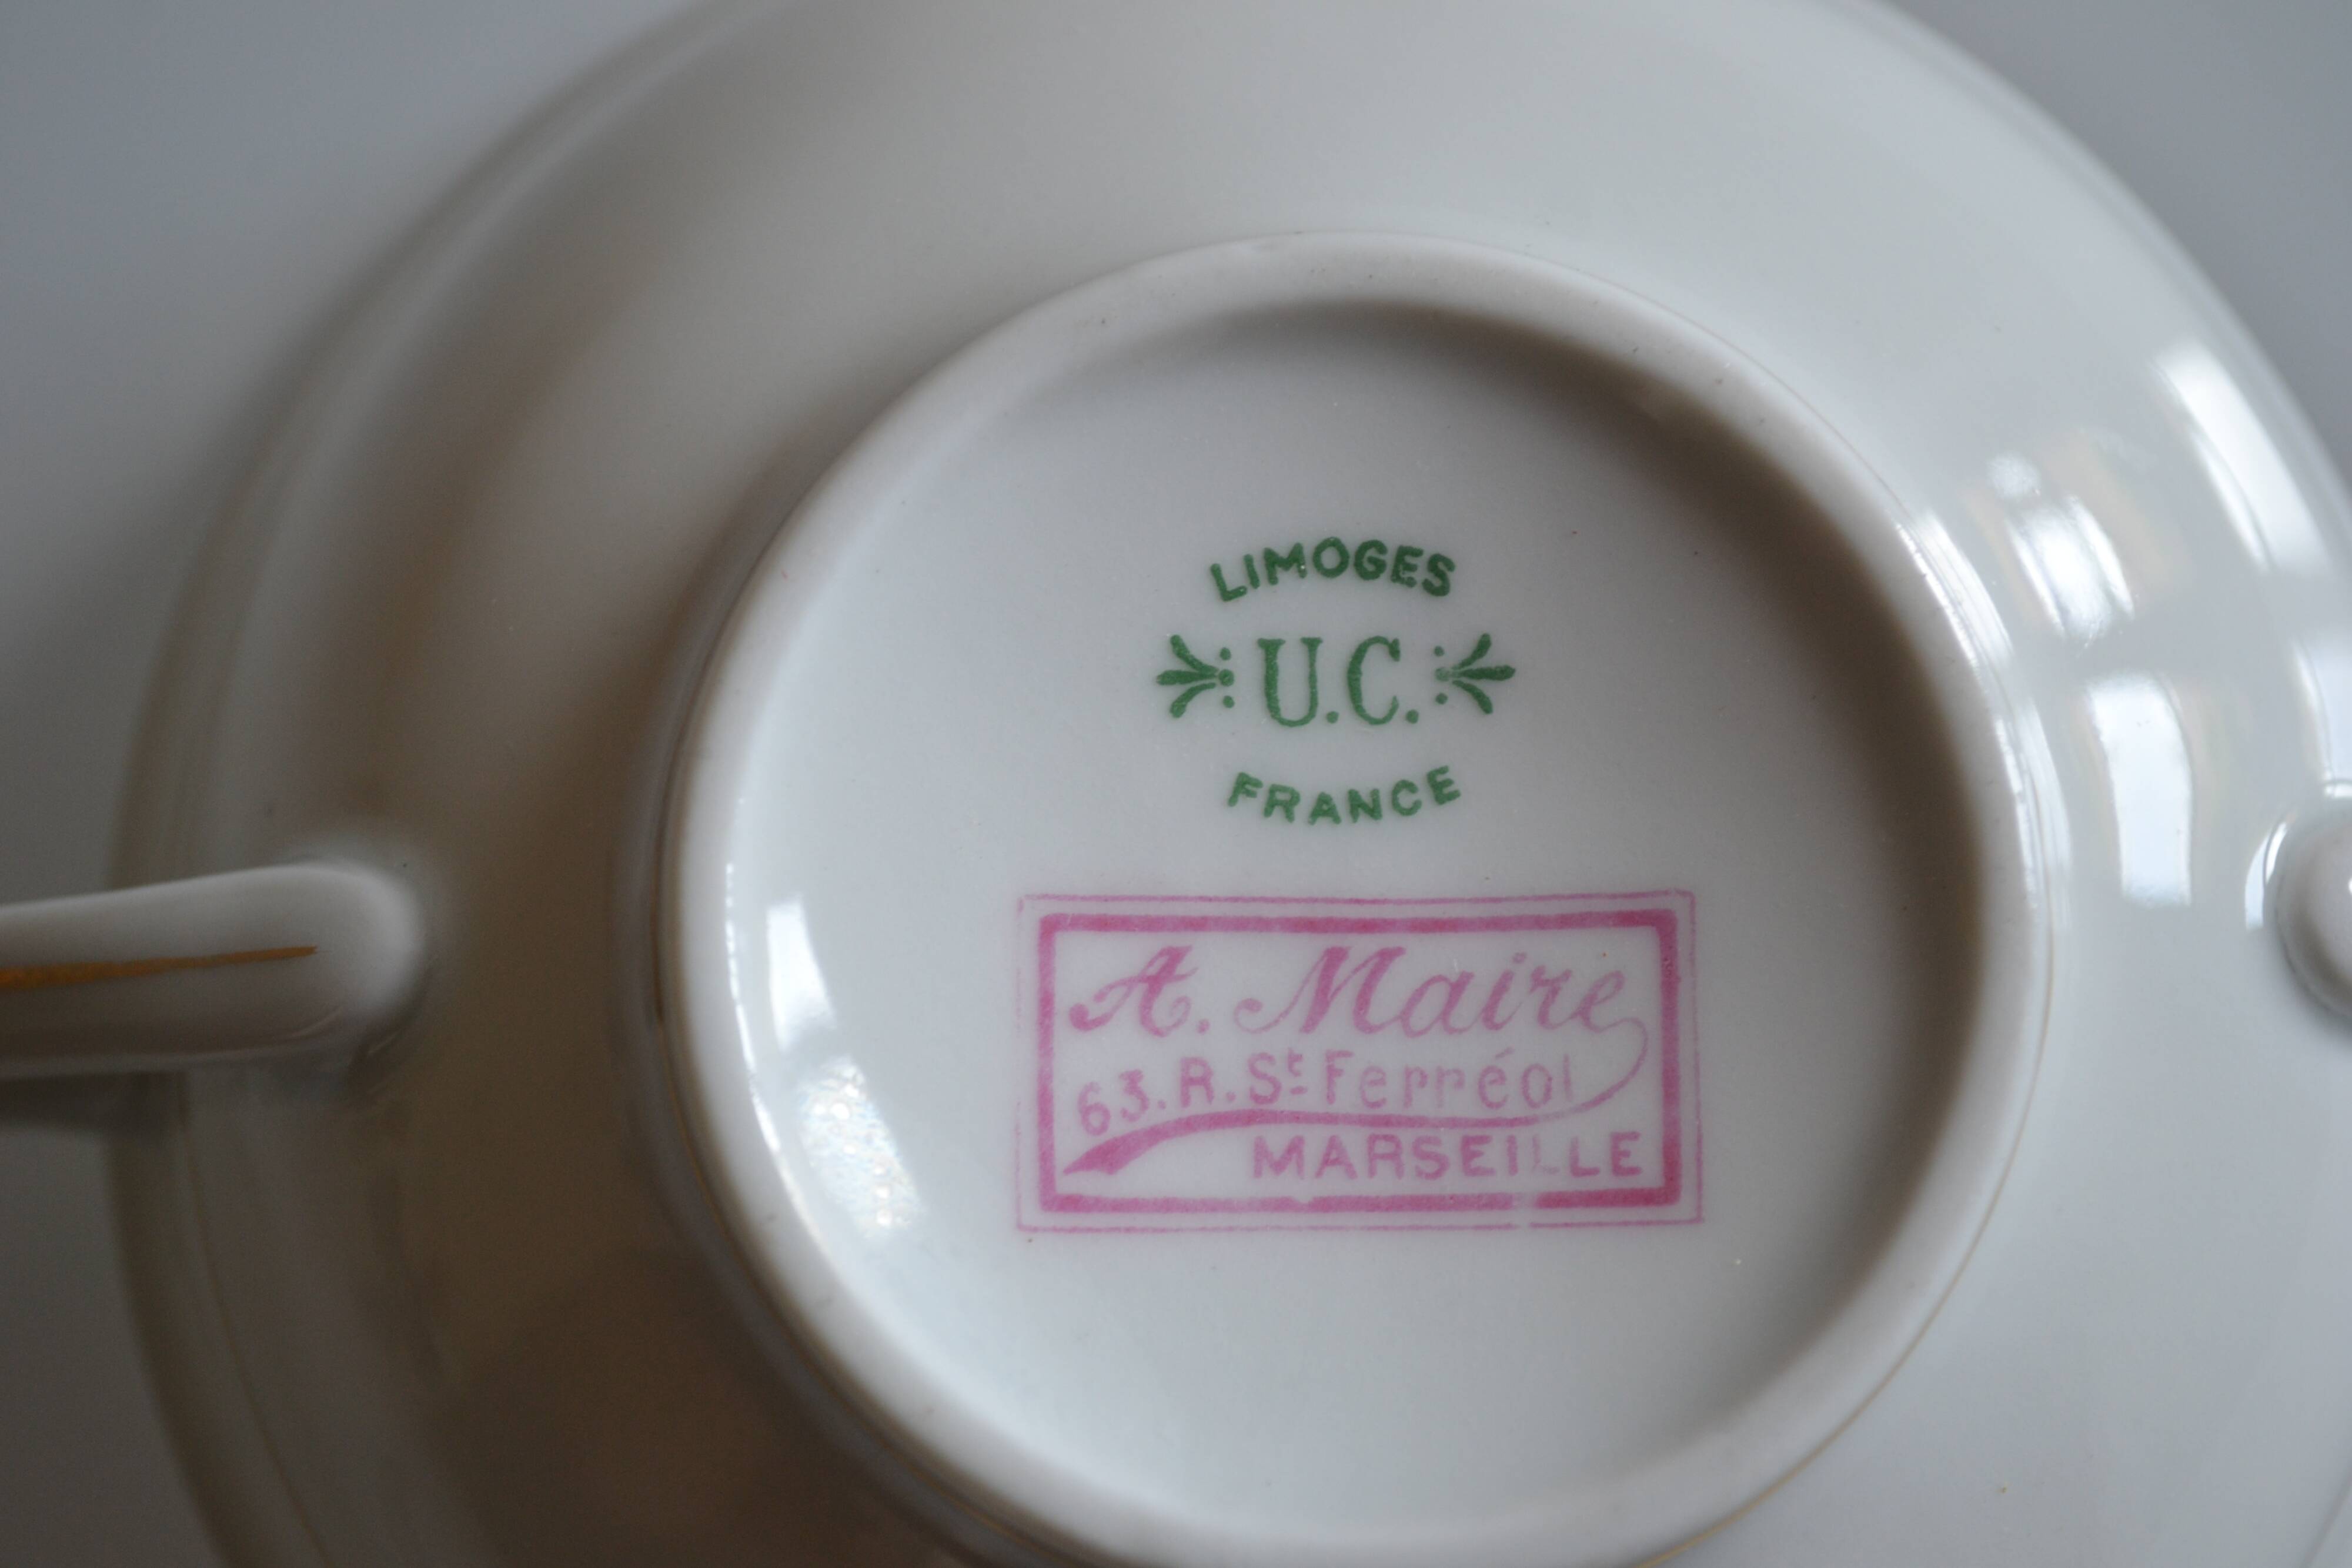 LIMOGES
U.C.
FRANCE
A. Maire
63. R. St Ferréol
MARSEILLE